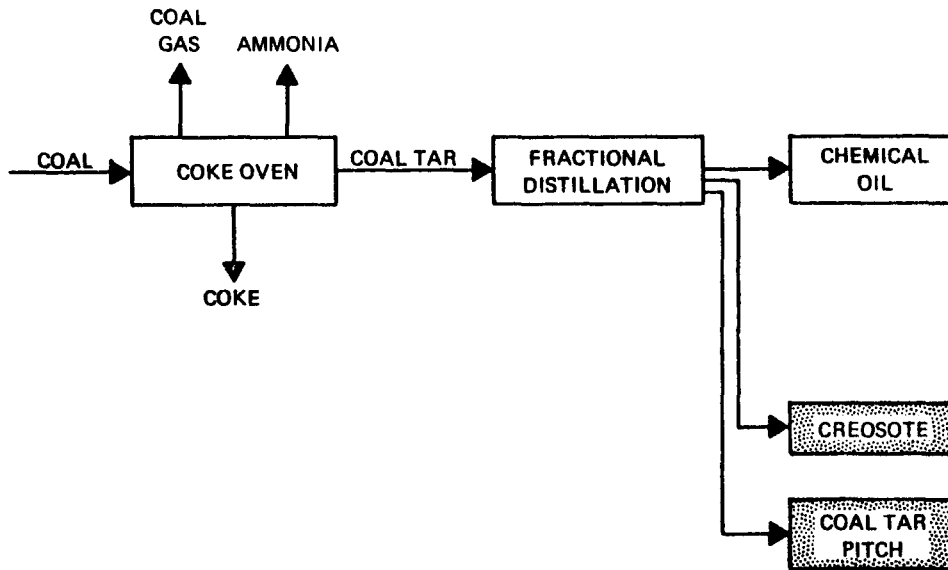 COAL
GAS
AMMONIA
COAL
COKE OVEN
COAL TAR
FRACTIONAL
DISTILLATION
CHEMICAL
OIL
COKE
CREOSOTE
COAL TAR
PITCH